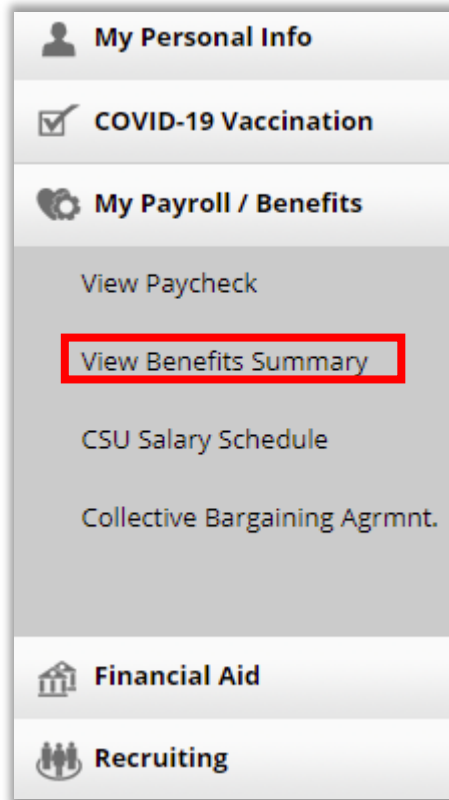 My Personal Info
COVID-19 Vaccination
My Payroll / Benefits
View Paycheck
View Benefits Summary
CSU Salary Schedule
Collective Bargaining Agrmnt.
Financial Aid
Recruiting